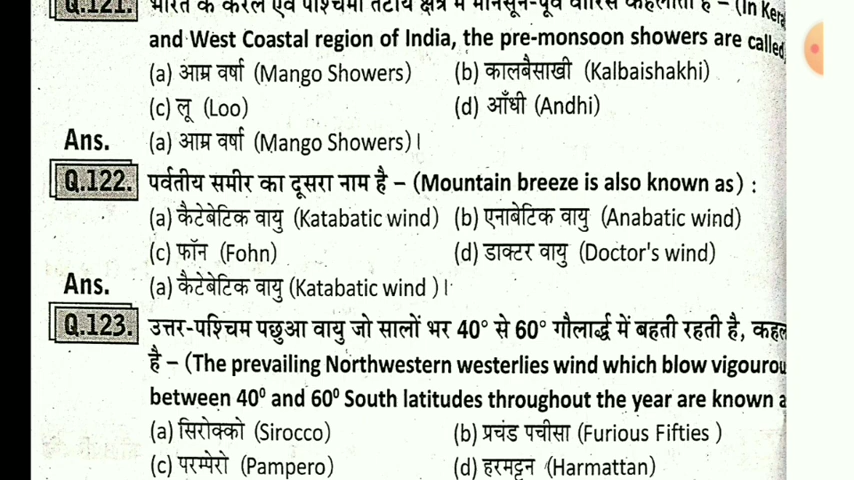 Q.121. भारत के केरल एवं पश्चिमी तटीय क्षेत्र में मानसून-पूर्व वारिस कहलाती है – (In Kera
and West Coastal region of India, the pre-monsoon showers are called
(a) आम्र वर्षा (Mango Showers) (b) कालबैसाखी (Kalbaishakhi)
(c) लू (Loo) (d) आँधी (Andhi)
Ans. (a) आम्र वर्षा (Mango Showers)।
Q.122. पर्वतीय समीर का दूसरा नाम है – (Mountain breeze is also known as) :
(a) कैटेबेटिक वायु (Katabatic wind) (b) एनाबेटिक वायु (Anabatic wind)
(c) फॉन (Fohn) (d) डाक्टर वायु (Doctor's wind)
Ans. (a) कैटेबेटिक वायु (Katabatic wind )।
Q.123. उत्तर-पश्चिम पछुआ वायु जो सालों भर 40° से 60° गौलार्द्ध में बहती रहती है, कहल
है – (The prevailing Northwestern westerlies wind which blow vigourou
between 40⁰ and 60⁰ South latitudes throughout the year are known a
(a) सिरोक्को (Sirocco) (b) प्रचंड पचीसा (Furious Fifties )
(c) परम्पेरो (Pampero) (d) हरमट्टन (Harmattan)